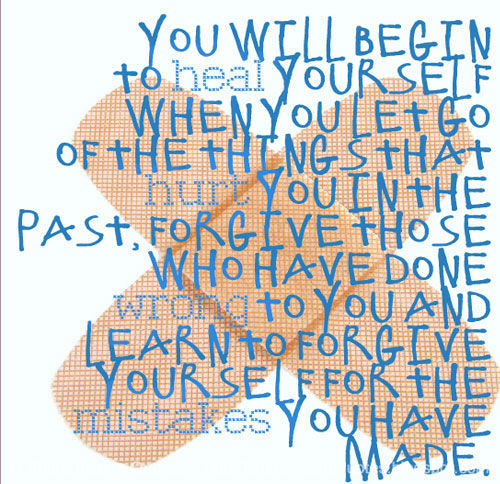 YOU WILL BEGIN
to heal YOURSELF
WHEN YOU LEt GO
OF tHE tHINGS tHAt
hurt YOU IN tHE
PASt, FORGIVE tHOSE
WHO HAVE DONE
wrong to YOU AND
LEARN to FORGIVE
YOURSELF FOR tHE
mistakes YOU HAVE
MADE.